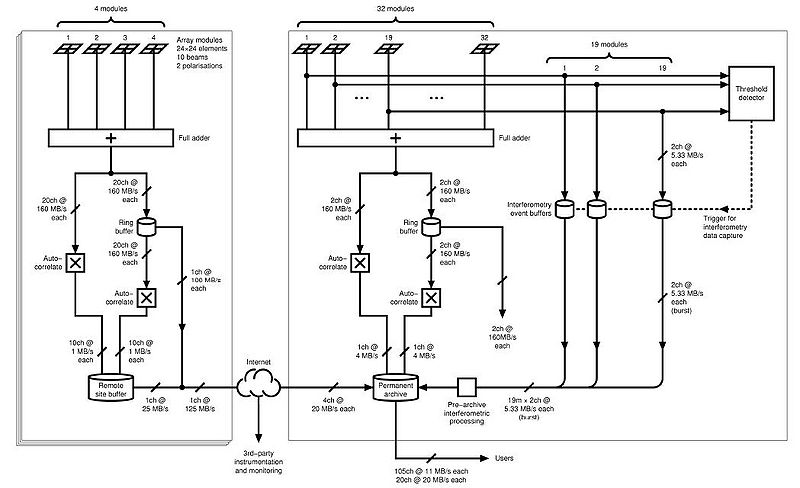 4 modules
1 2 3 4
Array modules
24×24 elements
10 beams
2 polarisations
+
Full adder
20ch @
160 MB/s
each
20ch @
160 MB/s
each
Ring
buffer
20ch @
160 MB/s
each
Auto–
correlate
Auto–
correlate
1ch @
100 MB/s
each
10ch @
1 MB/s
each
10ch @
1 MB/s
each
Remote
site buffer
1ch @
25 MB/s
1ch @
125 MB/s
Internet
3rd–party
instrumentation
and monitoring
32 modules
1 2 19 32
... ...
+
Full adder
2ch @
160 MB/s
each
2ch @
160 MB/s
each
Ring
buffer
2ch @
160 MB/s
each
Auto–
correlate
Auto–
correlate
2ch @
160MB/s
each
1ch @
4 MB/s
1ch @
4 MB/s
4ch @
20 MB/s each
Permanent
archive
Pre–archive
interferometric
processing
19m × 2ch @
5.33 MB/s each
(burst)
Users
105ch @ 11 MB/s each
20ch @ 20 MB/s each
19 modules
1 2 19
Threshold
detector
2ch @
5.33 MB/s
each
Interferometry
event buffers
Trigger for
interferometry
data capture
2ch @
5.33 MB/s
each
(burst)